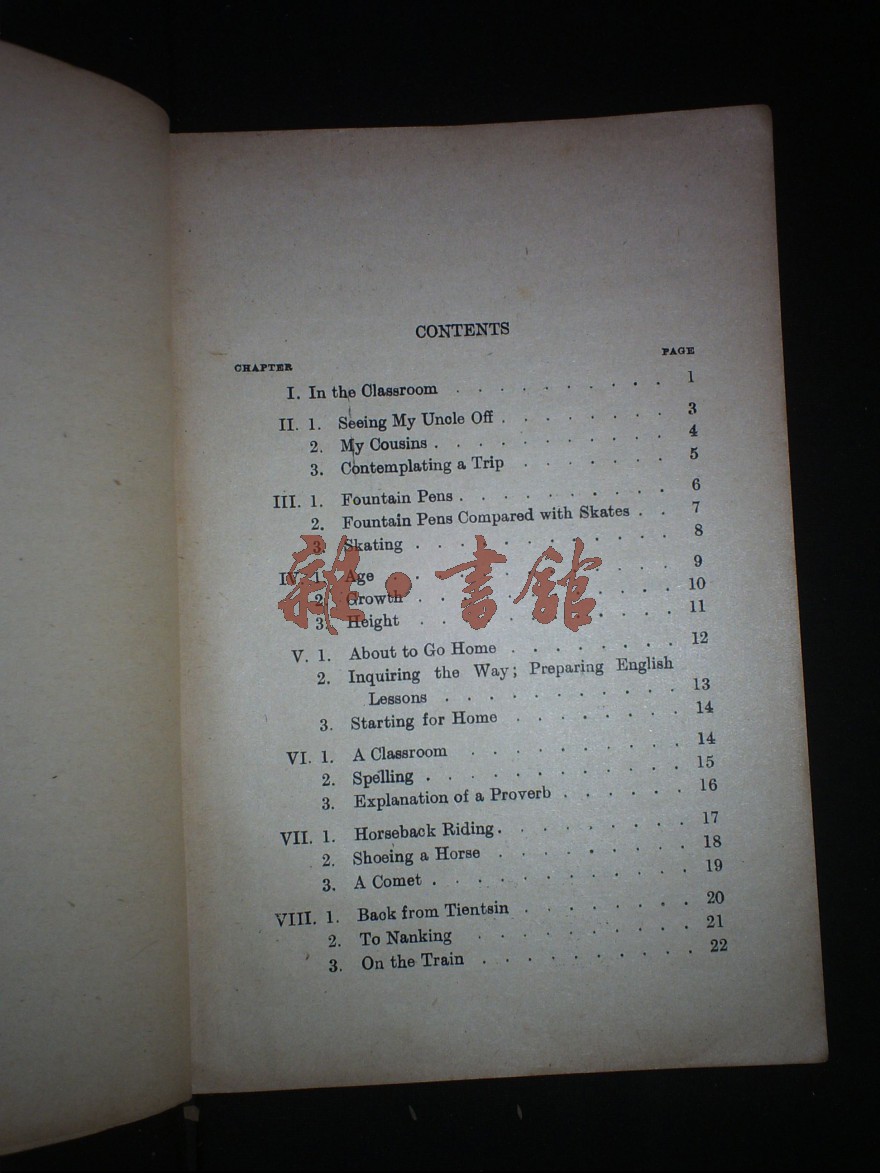 CONTENTS
CHAPTER PAGE
I. In the Classroom . . . . . . . . . . 1
II. 1. Seeing My Uncle Off . . . . . . . . 3
2. My Cousins . . . . . . . . . . . 4
3. Contemplating a Trip . . . . . . . 5
III. 1. Fountain Pens . . . . . . . . . . 6
2. Fountain Pens Compared with Skates . . 7
3. Skating . . . . . . . . . . . . 8
IV. 1. Age . . . . . . . . . . . . 9
2. Growth . . . . . . . . . . . . 10
3. Height . . . . . . . . . . . . 11
雜·書館
V. 1. About to Go Home . . . . . . . . 12
2. Inquiring the Way; Preparing English
Lessons . . . . . . . . . . . 13
3. Starting for Home . . . . . . . . 14
VI. 1. A Classroom . . . . . . . . . . 14
2. Spelling . . . . . . . . . . . . 15
3. Explanation of a Proverb . . . . . . 16
VII. 1. Horseback Riding . . . . . . . . . 17
2. Shoeing a Horse . . . . . . . . . 18
3. A Comet . . . . . . . . . . . . 19
VIII. 1. Back from Tientsin . . . . . . . . 20
2. To Nanking . . . . . . . . . . 21
3. On the Train . . . . . . . . . . 22